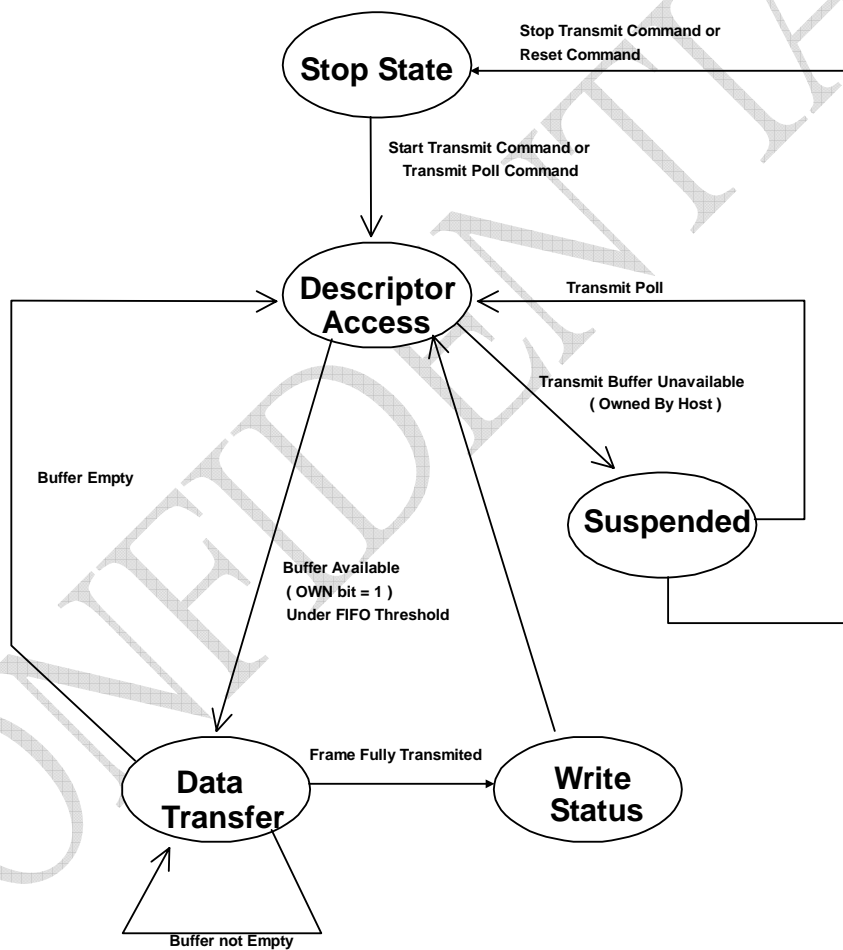 Stop Transmit Command or
Reset Command
Stop State
Start Transmit Command or
Transmit Poll Command
Descriptor
Access
Transmit Poll
Transmit Buffer Unavailable
( Owned By Host )
Buffer Empty
Suspended
Buffer Available
( OWN bit = 1 )
Under FIFO Threshold
Frame Fully Transmited
Data
Transfer
Write
Status
Buffer not Empty
ONFIDENTIA